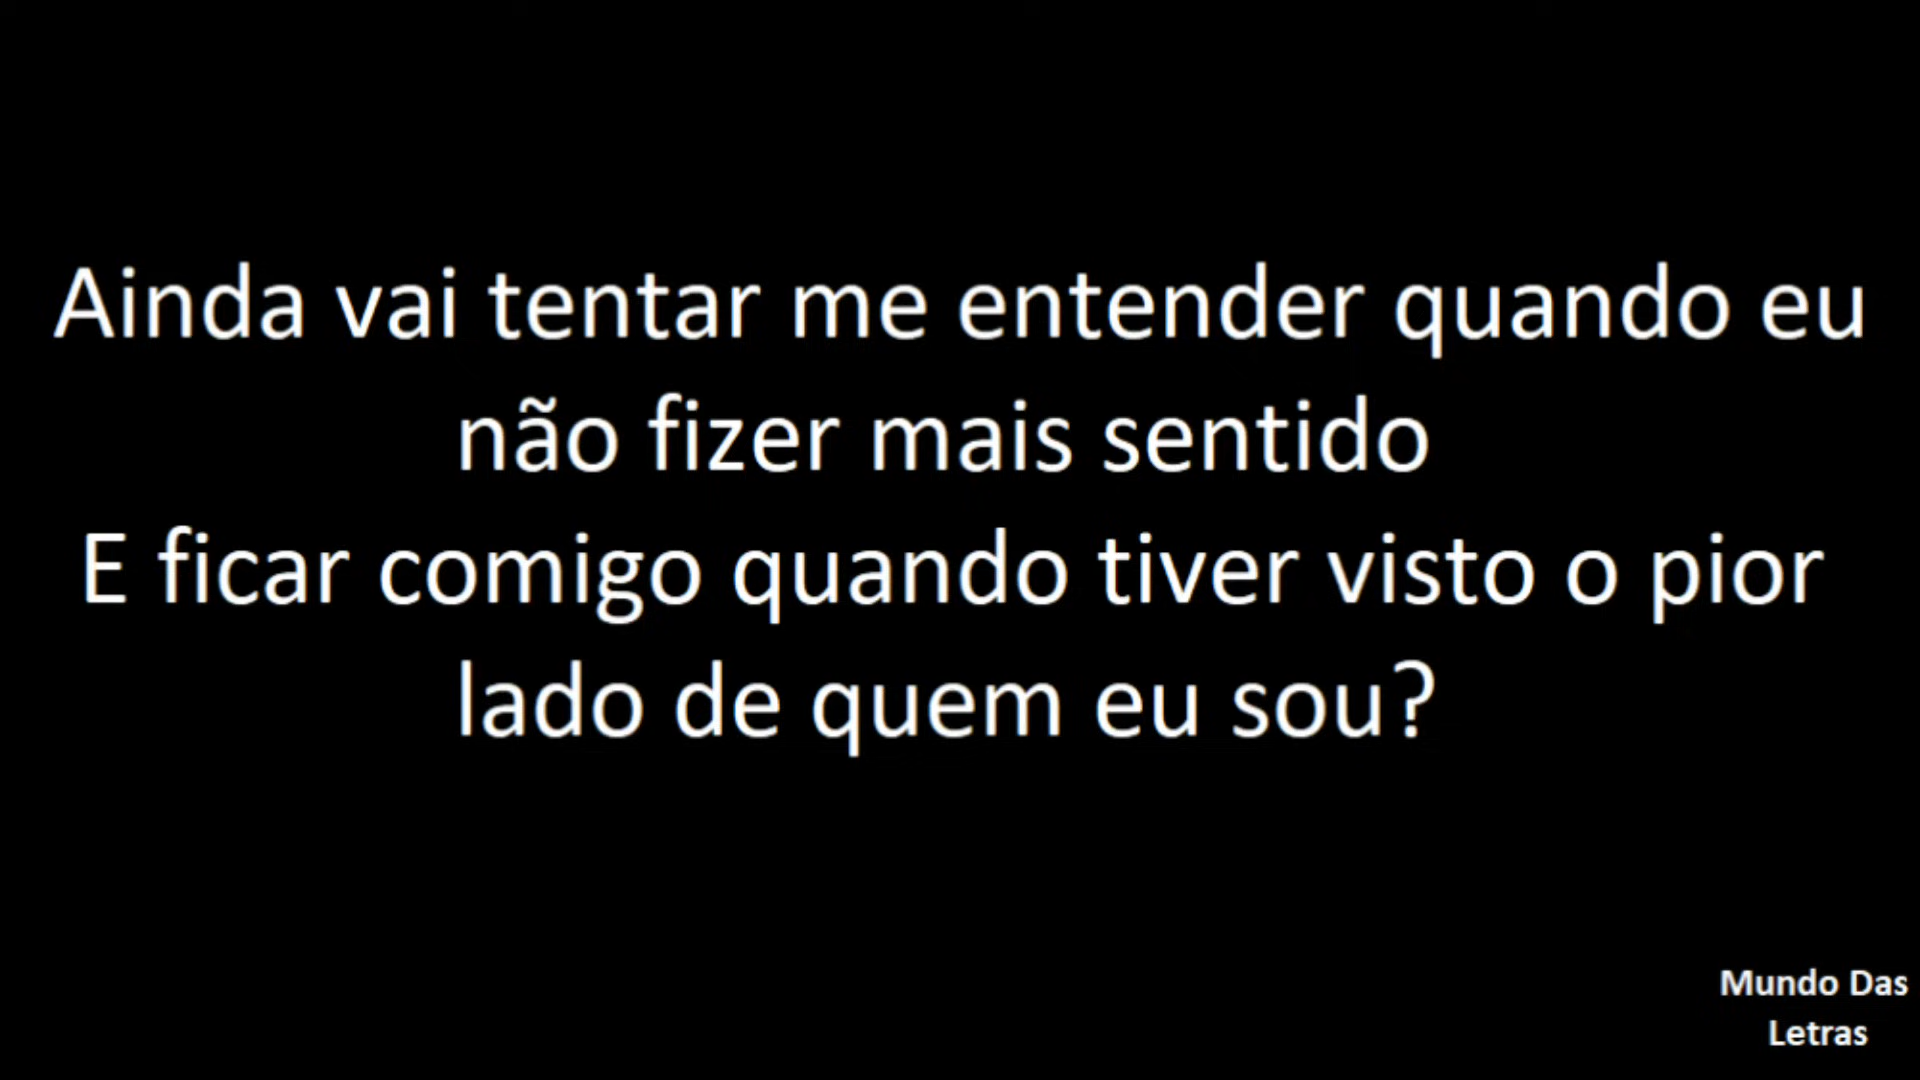 Ainda vai tentar me entender quando eu
não fizer mais sentido
E ficar comigo quando tiver visto o pior
lado de quem eu sou?
Mundo Das
Letras